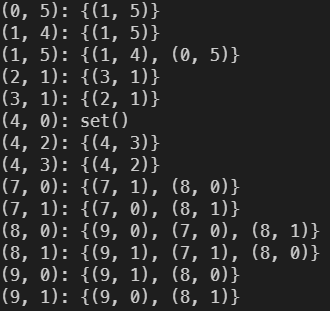 (0, 5): {(1, 5)}
(1, 4): {(1, 5)}
(1, 5): {(1, 4), (0, 5)}
(2, 1): {(3, 1)}
(3, 1): {(2, 1)}
(4, 0): set()
(4, 2): {(4, 3)}
(4, 3): {(4, 2)}
(7, 0): {(7, 1), (8, 0)}
(7, 1): {(7, 0), (8, 1)}
(8, 0): {(9, 0), (7, 0), (8, 1)}
(8, 1): {(9, 1), (7, 1), (8, 0)}
(9, 0): {(9, 1), (8, 0)}
(9, 1): {(9, 0), (8, 1)}